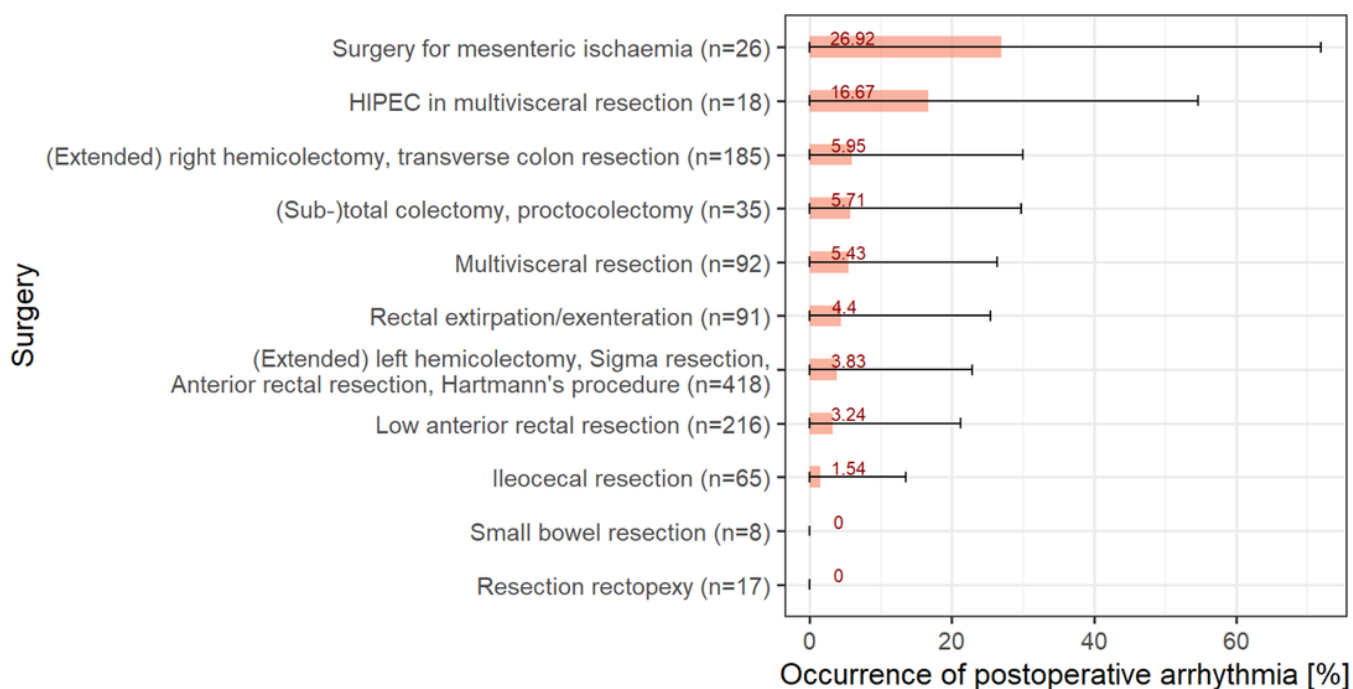 Surgery
Surgery for mesenteric ischaemia (n=26)
26.92
HIPEC in multivisceral resection (n=18)
16.67
(Extended) right hemicolectomy, transverse colon resection (n=185)
5.95
(Sub-)total colectomy, proctocolectomy (n=35)
5.71
Multivisceral resection (n=92)
5.43
Rectal extirpation/exenteration (n=91)
4.4
(Extended) left hemicolectomy, Sigma resection,
Anterior rectal resection, Hartmann's procedure (n=418)
3.83
Low anterior rectal resection (n=216)
3.24
Ileocecal resection (n=65)
1.54
Small bowel resection (n=8)
0
Resection rectopexy (n=17)
0
0 20 40 60
Occurrence of postoperative arrhythmia [%]